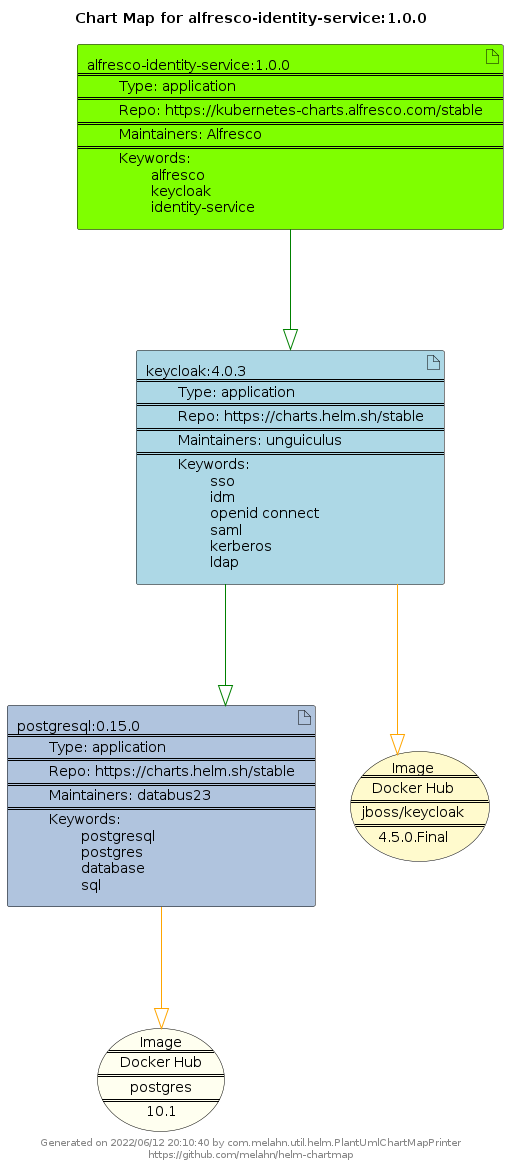 Chart Map for alfresco-identity-service:1.0.0
alfresco-identity-service:1.0.0
Type: application
Repo: https://kubernetes-charts.alfresco.com/stable
Maintainers: Alfresco
Keywords:
alfresco
keycloak
identity-service
keycloak:4.0.3
Type: application
Repo: https://charts.helm.sh/stable
Maintainers: unguiculus
Keywords:
sso
idm
openid connect
saml
kerberos
ldap
postgresql:0.15.0
Type: application
Repo: https://charts.helm.sh/stable
Maintainers: databus23
Keywords:
postgresql
postgres
database
sql
Image
Docker Hub
jboss/keycloak
4.5.0.Final
Image
Docker Hub
postgres
10.1
Generated on 2022/06/12 20:10:40 by com.melahn.util.helm.PlantUmlChartMapPrinter
https://github.com/melahn/helm-chartmap